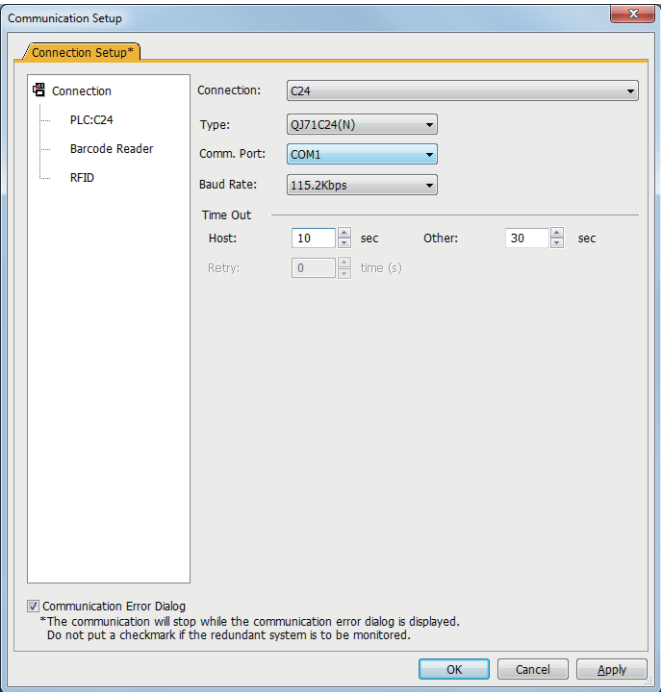 Communication Setup
Connection Setup*
Connection
PLC:C24
Barcode Reader
RFID
Connection: C24
Type: QJ71C24(N)
Comm. Port: COM1
Baud Rate: 115.2Kbps
Time Out
Host: 10 sec Other: 30 sec
Retry: 0 time (s)
Communication Error Dialog
*The communication will stop while the communication error dialog is displayed.
Do not put a checkmark if the redundant system is to be monitored.
OK Cancel Apply